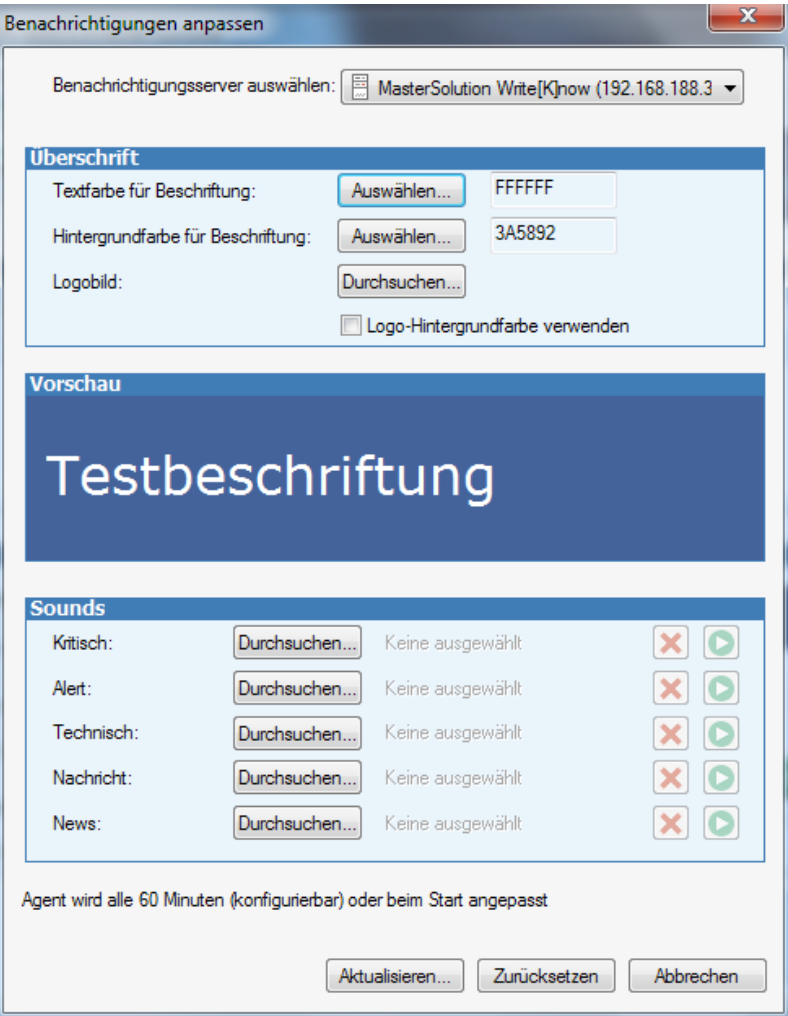 Benachrichtigungen anpassen
Benachrichtigungsserver auswählen: MasterSolution Write[K]now (192.168.188.3
Überschrift
Textfarbe für Beschriftung: Auswählen... FFFFFF
Hintergrundfarbe für Beschriftung: Auswählen... 3A5892
Logobild: Durchsuchen...
Logo-Hintergrundfarbe verwenden
Vorschau
Testbeschriftung
Sounds
Kritisch: Durchsuchen... Keine ausgewählt
Alert: Durchsuchen... Keine ausgewählt
Technisch: Durchsuchen... Keine ausgewählt
Nachricht: Durchsuchen... Keine ausgewählt
News: Durchsuchen... Keine ausgewählt
Agent wird alle 60 Minuten (konfigurierbar) oder beim Start angepasst
Aktualisieren... Zurücksetzen Abbrechen